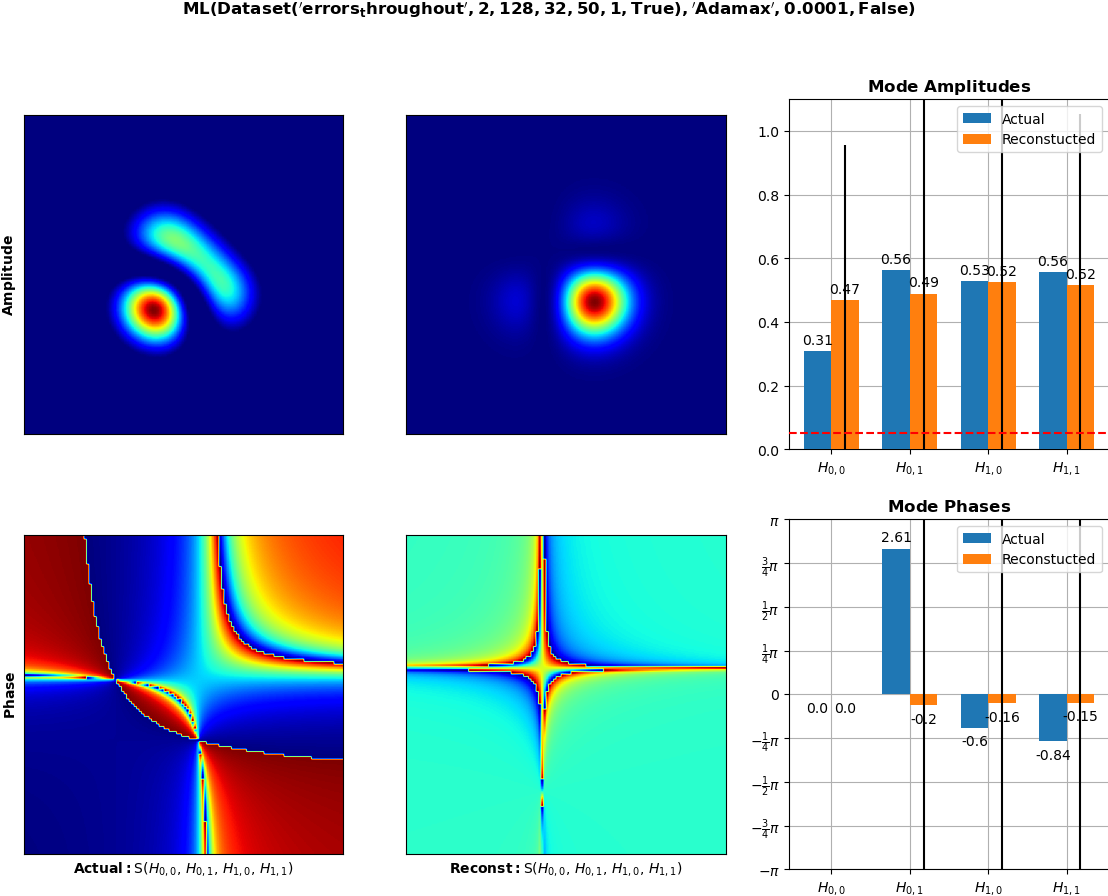 ML(Dataset('errors_throughout', 2, 128, 32, 50, 1, True), 'Adamax', 0.0001, False)
Amplitude
Mode Amplitudes
Actual
Reconstucted
1.0
0.8
0.6
0.4
0.2
0.0
0.31
0.47
0.56
0.49
0.53
0.52
0.56
0.52
H0,0
H0,1
H1,0
H1,1
Phase
Actual: S(H0,0, H0,1, H1,0, H1,1)
Reconst: S(H0,0, H0,1, H1,0, H1,1)
Mode Phases
Actual
Reconstucted
π
3/4π
1/2π
1/4π
0
−1/4π
−1/2π
−3/4π
−π
0.0
0.0
2.61
-0.2
-0.6
-0.16
-0.84
-0.15
H0,0
H0,1
H1,0
H1,1